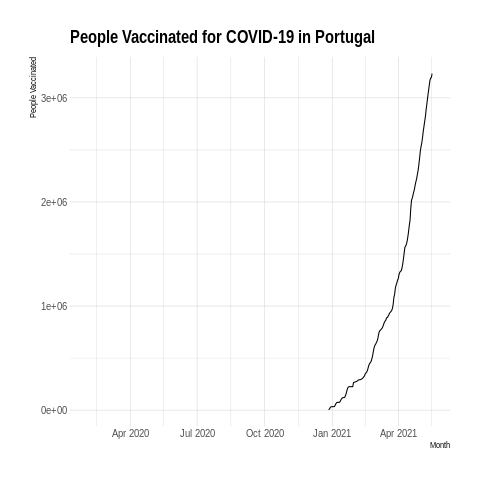 People Vaccinated for COVID-19 in Portugal
People Vaccinated
3e+06
2e+06
1e+06
0e+00
Apr 2020 Jul 2020 Oct 2020 Jan 2021 Apr 2021
Month